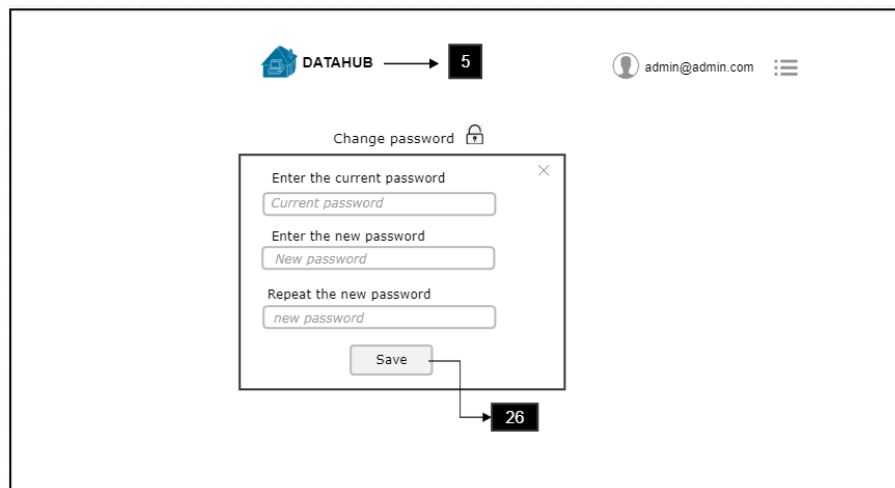 DATAHUB
5
admin@admin.com
Change password
Enter the current password
Current password
Enter the new password
New password
Repeat the new password
new password
Save
26